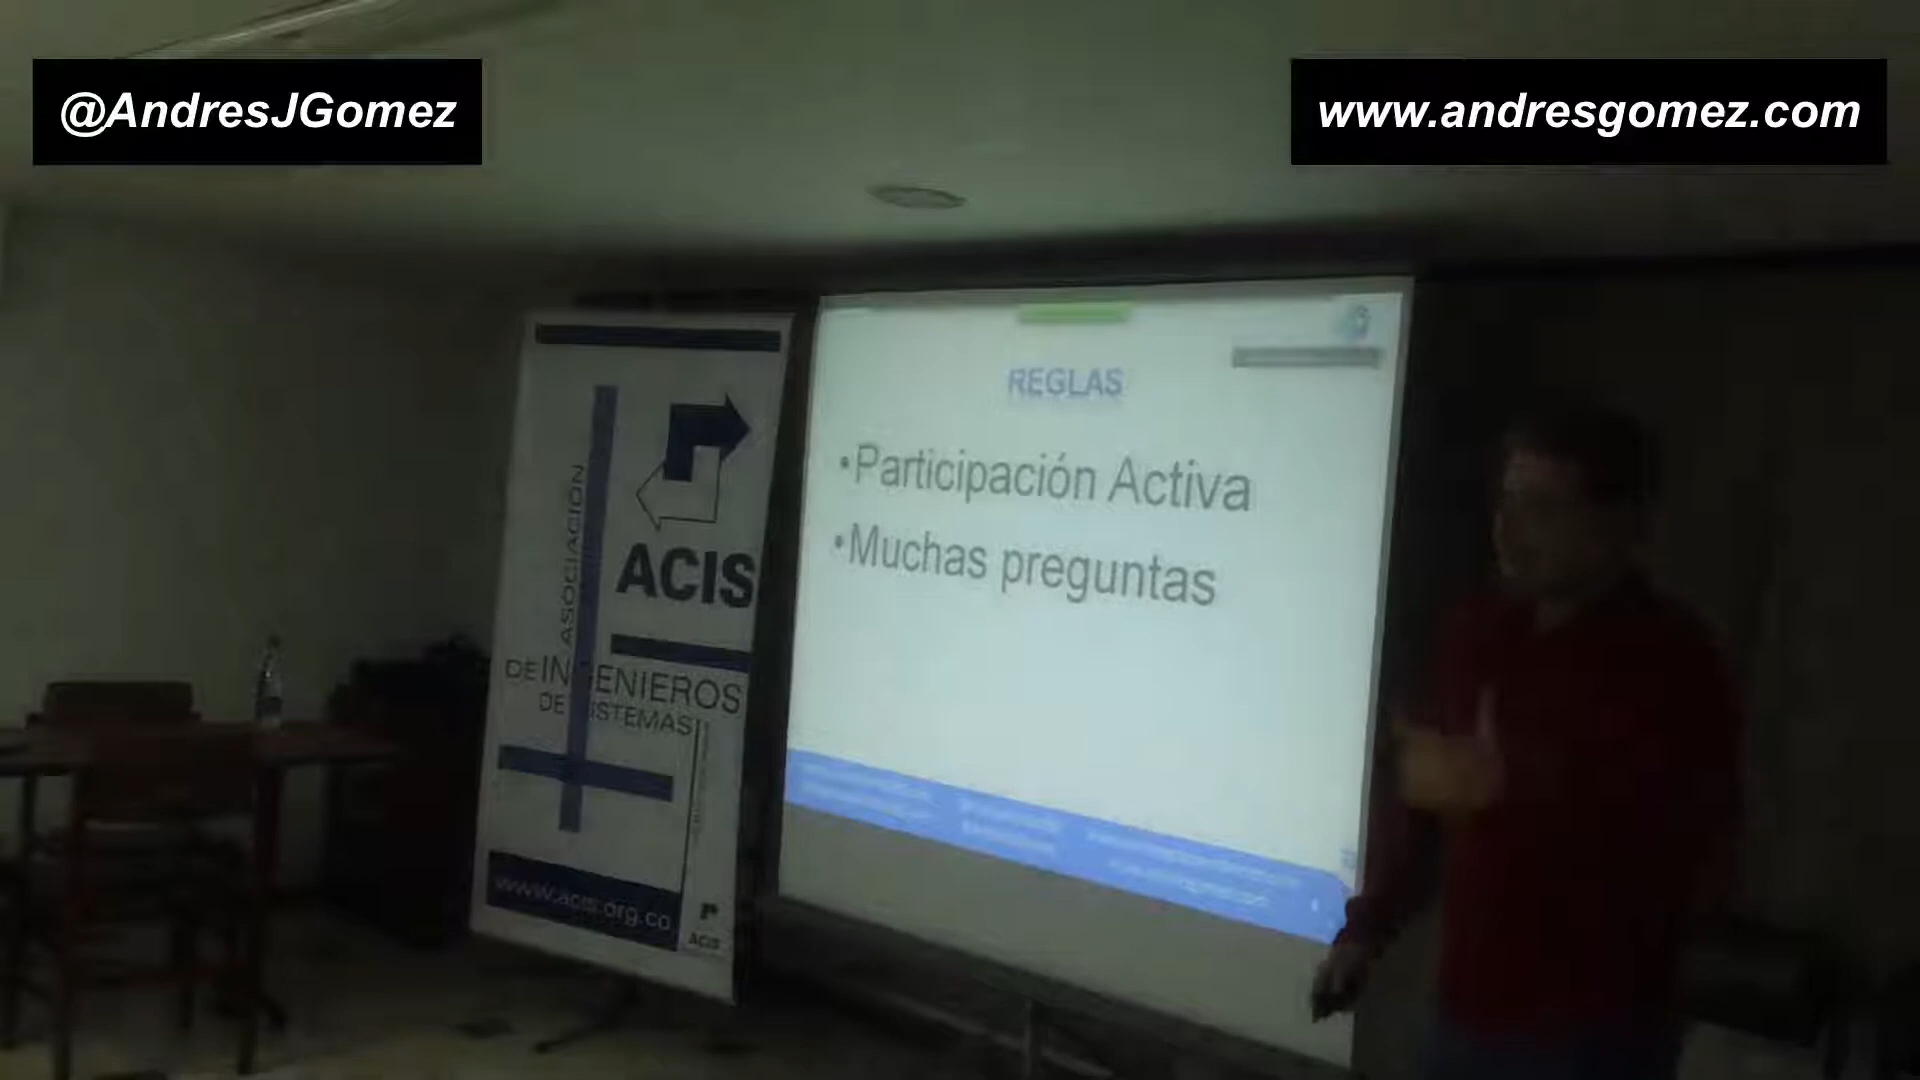 @AndresJGomez
www.andresgomez.com
REGLAS
•Participación Activa
•Muchas preguntas
ACIS
ASOCIACIÓN
DE INGENIEROS
DE SISTEMAS
www.acis.org.co
ACIS